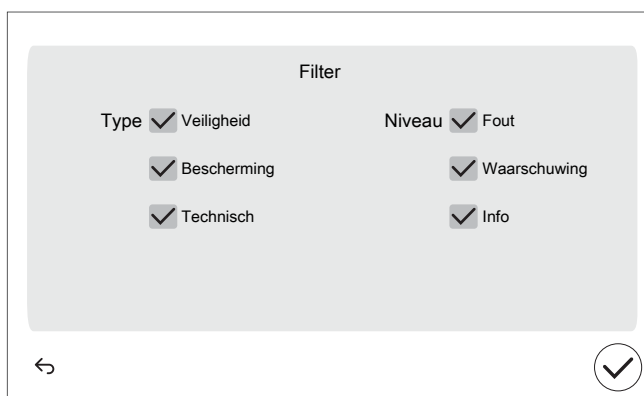 Filter
Type Veiligheid Niveau Fout
Bescherming Waarschuwing
Technisch Info